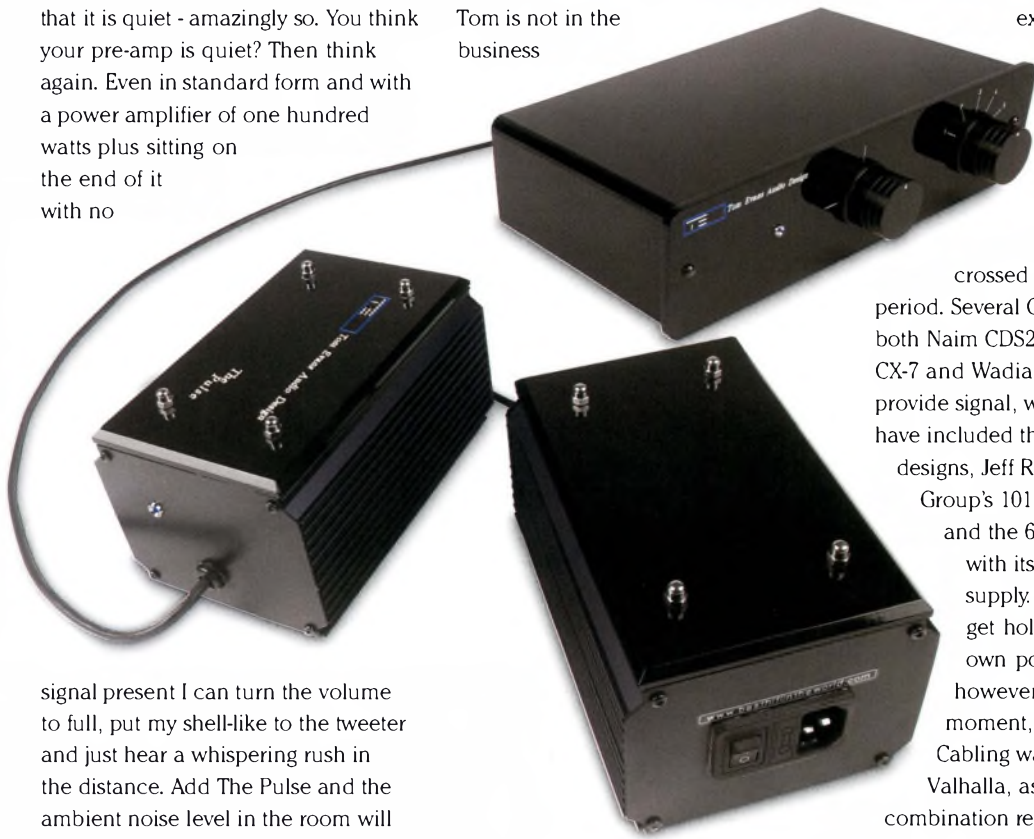 that it is quiet - amazingly so. You think
your pre-amp is quiet? Then think
again. Even in standard form and with
a power amplifier of one hundred
watts plus sitting on
the end of it
with no
signal present I can turn the volume
to full, put my shell-like to the tweeter
and just hear a whispering rush in
the distance. Add The Pulse and the
ambient noise level in the room will
Tom is not in the
business
ex
crossed
period. Several C
both Naim CDS2
CX-7 and Wadia
provide signal, w
have included th
designs, Jeff R
Group's 101
and the 6
with its
supply.
get hol
own po
however
moment,
Cabling wa
Valhalla, as
combination re
Tom Evans Audio Design
The Pulse
Tom Evans Audio Design